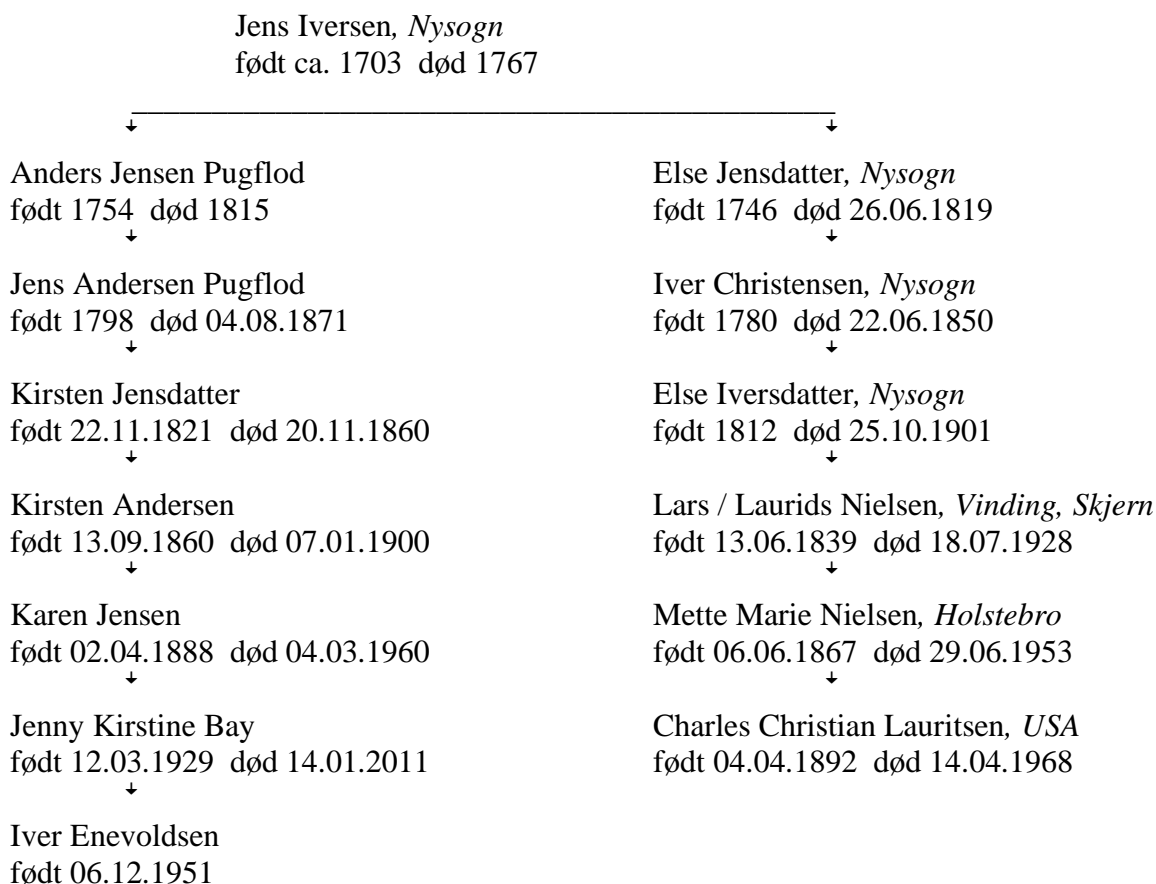 Jens Iversen, Nysogn
født ca. 1703 død 1767
Anders Jensen Pugflod
født 1754 død 1815
Jens Andersen Pugflod
født 1798 død 04.08.1871
Kirsten Jensdatter
født 22.11.1821 død 20.11.1860
Kirsten Andersen
født 13.09.1860 død 07.01.1900
Karen Jensen
født 02.04.1888 død 04.03.1960
Jenny Kirstine Bay
født 12.03.1929 død 14.01.2011
Iver Enevoldsen
født 06.12.1951
Else Jensdatter, Nysogn
født 1746 død 26.06.1819
Iver Christensen, Nysogn
født 1780 død 22.06.1850
Else Iversdatter, Nysogn
født 1812 død 25.10.1901
Lars / Laurids Nielsen, Vinding, Skjern
født 13.06.1839 død 18.07.1928
Mette Marie Nielsen, Holstebro
født 06.06.1867 død 29.06.1953
Charles Christian Lauritsen, USA
født 04.04.1892 død 14.04.1968